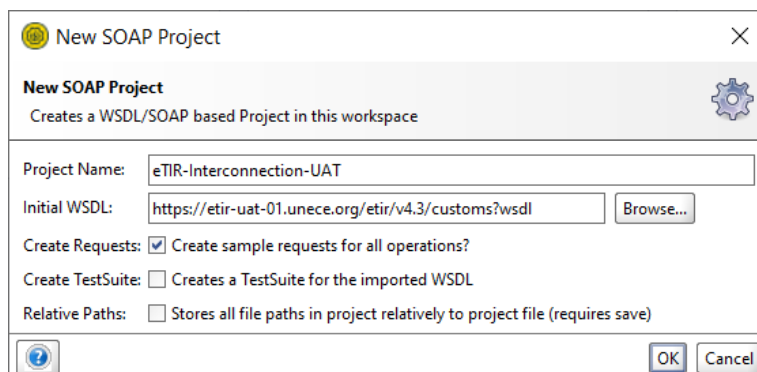 New SOAP Project
New SOAP Project
Creates a WSDL/SOAP based Project in this workspace
Project Name: eTIR-Interconnection-UAT
Initial WSDL: https://etir-uat-01.unece.org/etir/v4.3/customs?wsdl Browse...
Create Requests: Create sample requests for all operations?
Create TestSuite: Creates a TestSuite for the imported WSDL
Relative Paths: Stores all file paths in project relatively to project file (requires save)
? OK Cancel